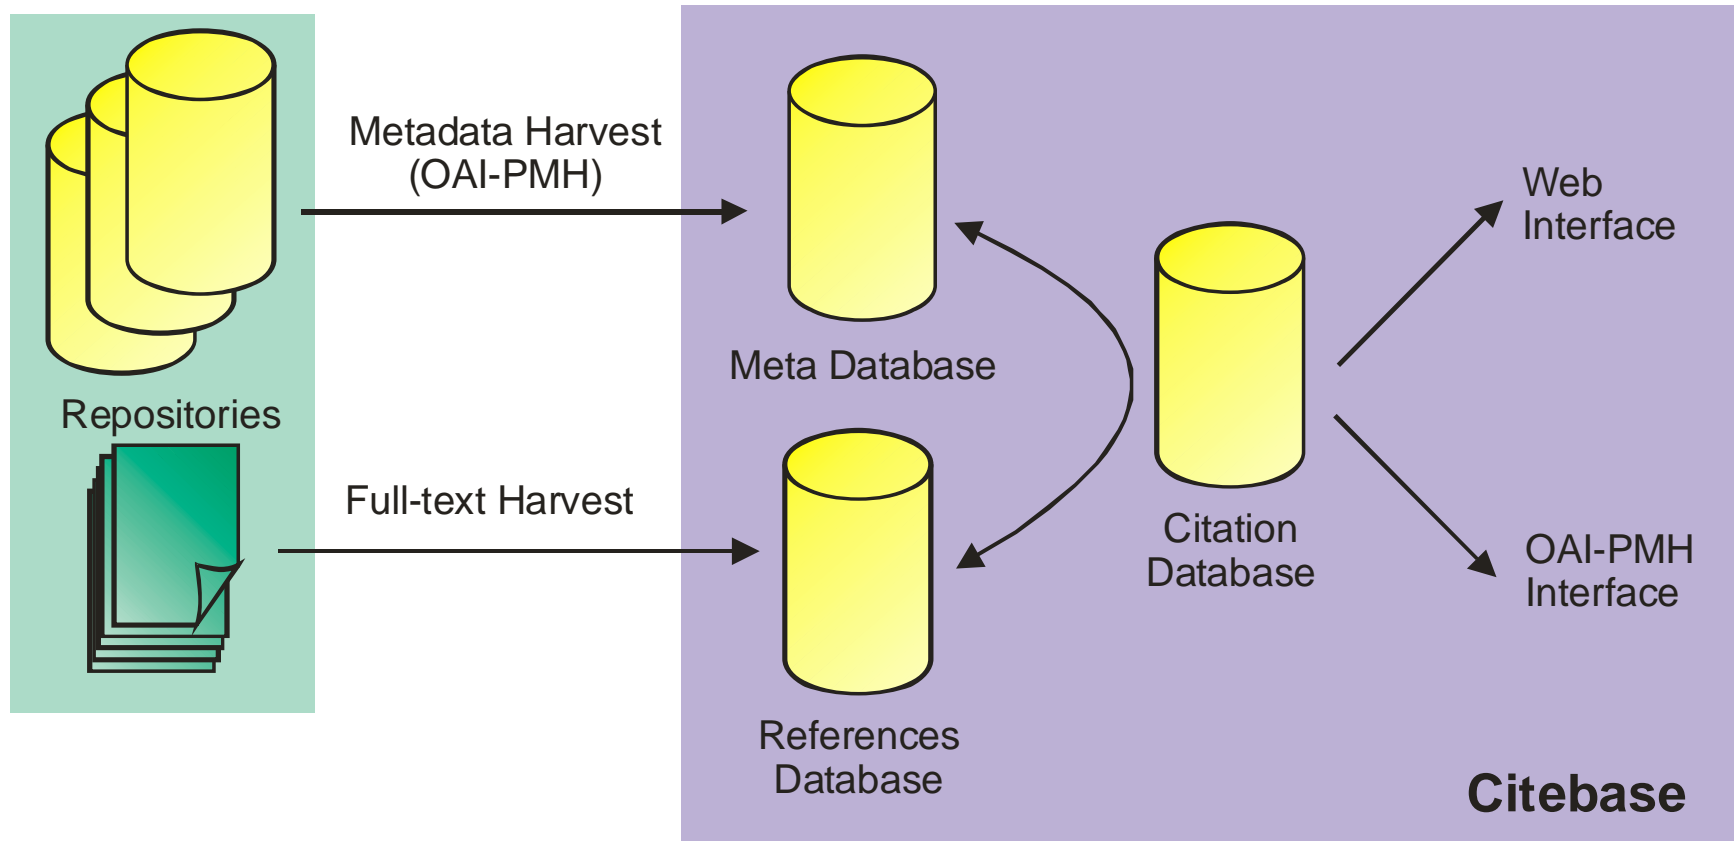 Metadata Harvest
(OAI-PMH)
Repositories
Full-text Harvest
Meta Database
References
Database
Citation
Database
Web
Interface
OAI-PMH
Interface
Citebase